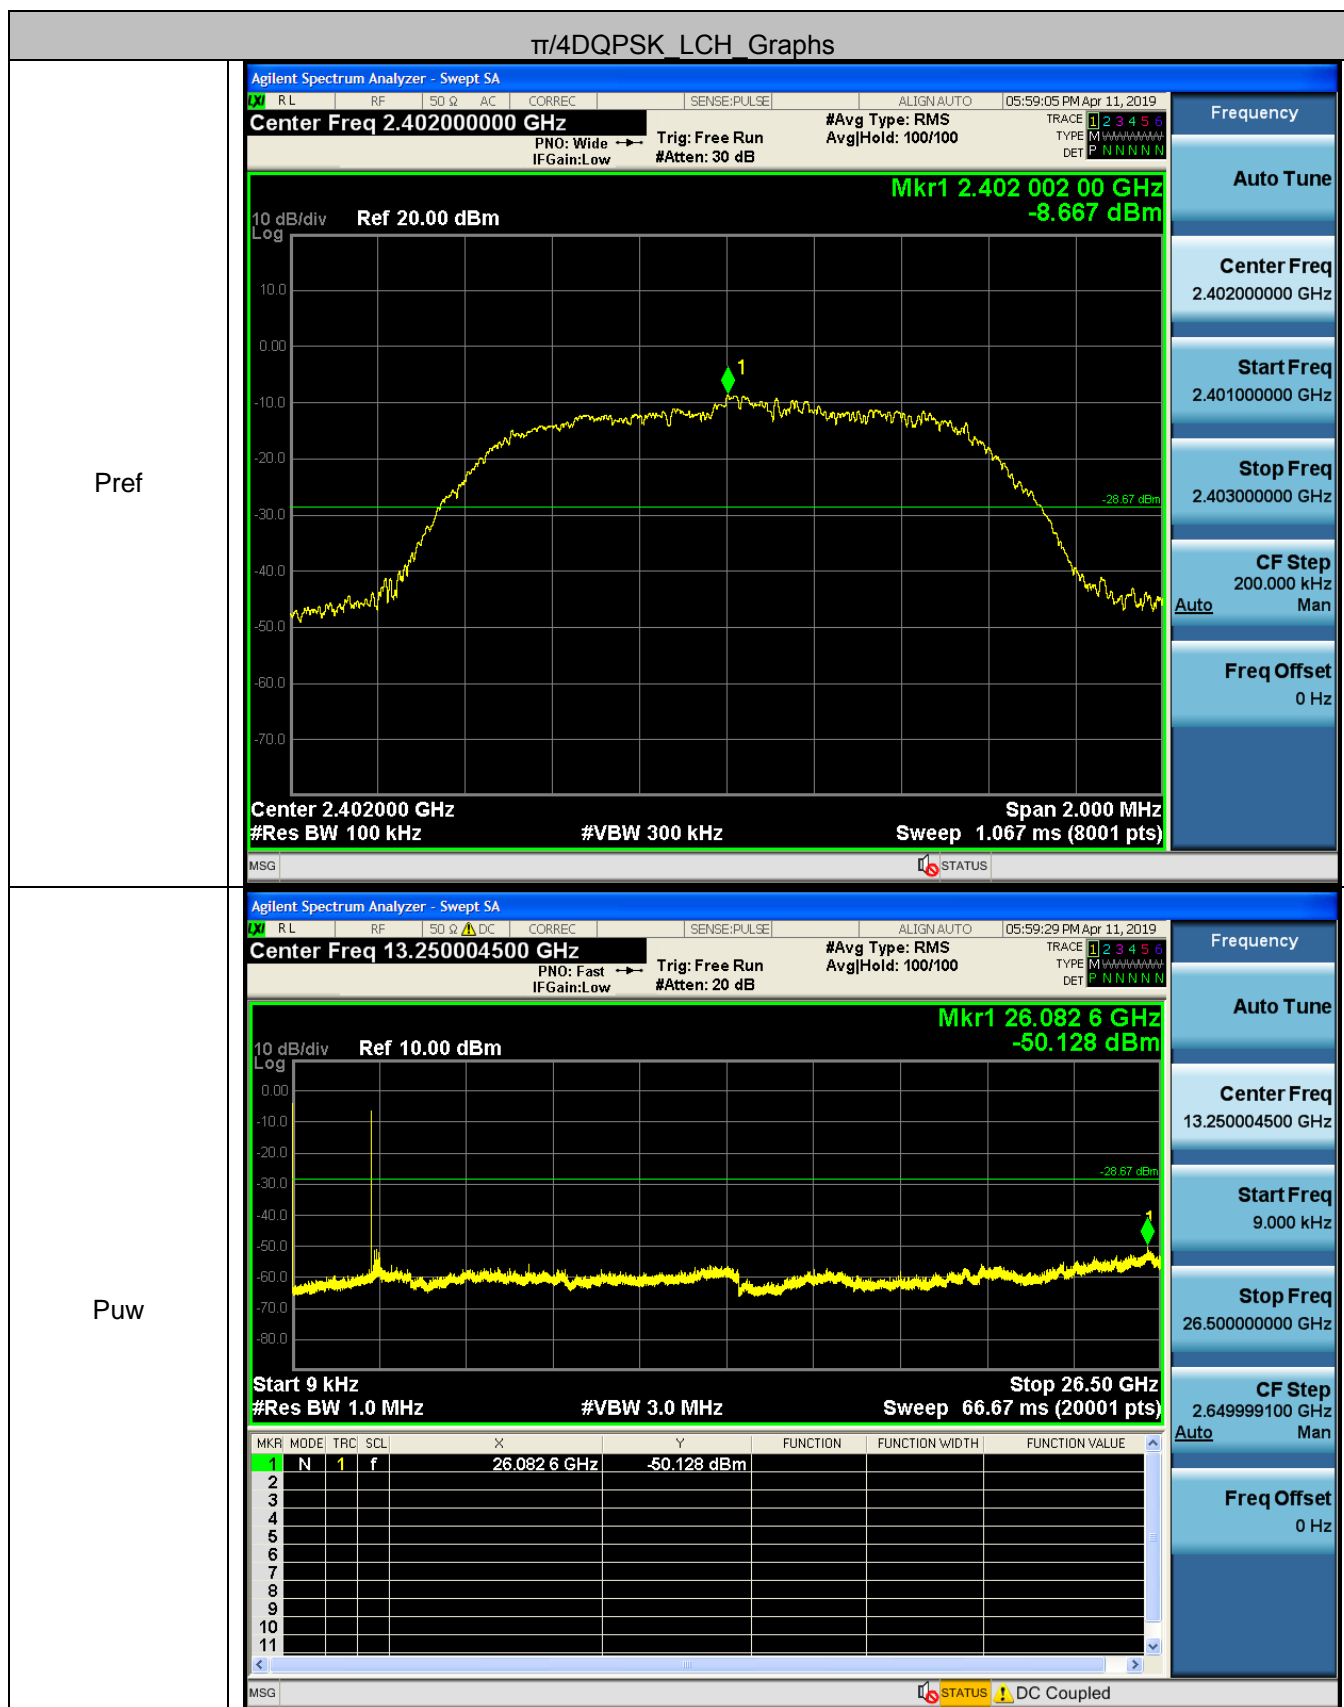 π/4DQPSK_LCH_Graphs
Pref
Agilent Spectrum Analyzer - Swept SA
LXI RL RF 50 Ω AC CORREC SENSE:PULSE ALIGN AUTO 05:59:05 PM Apr 11, 2019
Center Freq 2.402000000 GHz
PNO: Wide
IFGain:Low
Trig: Free Run
#Atten: 30 dB
#Avg Type: RMS
Avg|Hold: 100/100
TRACE 1 2 3 4 5 6
TYPE M
DET P N N N N N
Mkr1 2.402 002 00 GHz
-8.667 dBm
10 dB/div
Log
Ref 20.00 dBm
10.0
0.00
-10.0
-20.0
-30.0
-40.0
-50.0
-60.0
-70.0
1
-28.67 dBm
Center 2.402000 GHz
Span 2.000 MHz
#Res BW 100 kHz
#VBW 300 kHz
Sweep 1.067 ms (8001 pts)
MSG
STATUS
Frequency
Auto Tune
Center Freq
2.402000000 GHz
Start Freq
2.401000000 GHz
Stop Freq
2.403000000 GHz
CF Step
200.000 kHz
Auto Man
Freq Offset
0 Hz
Puw
Agilent Spectrum Analyzer - Swept SA
LXI RL RF 50 Ω DC CORREC SENSE:PULSE ALIGN AUTO 05:59:29 PM Apr 11, 2019
Center Freq 13.250004500 GHz
PNO: Fast
IFGain:Low
Trig: Free Run
#Atten: 20 dB
#Avg Type: RMS
Avg|Hold: 100/100
TRACE 1 2 3 4 5 6
TYPE M
DET P N N N N N
Mkr1 26.082 6 GHz
-50.128 dBm
10 dB/div
Log
Ref 10.00 dBm
0.00
-10.0
-20.0
-30.0
-40.0
-50.0
-60.0
-70.0
-80.0
-28.67 dBm
1
Start 9 kHz
Stop 26.50 GHz
#Res BW 1.0 MHz
#VBW 3.0 MHz
Sweep 66.67 ms (20001 pts)
MKR MODE TRC SCL X Y FUNCTION FUNCTION WIDTH FUNCTION VALUE
1 N 1 f 26.082 6 GHz -50.128 dBm
2
3
4
5
6
7
8
9
10
11
MSG
STATUS
DC Coupled
Frequency
Auto Tune
Center Freq
13.250004500 GHz
Start Freq
9.000 kHz
Stop Freq
26.500000000 GHz
CF Step
2.649999100 GHz
Auto Man
Freq Offset
0 Hz